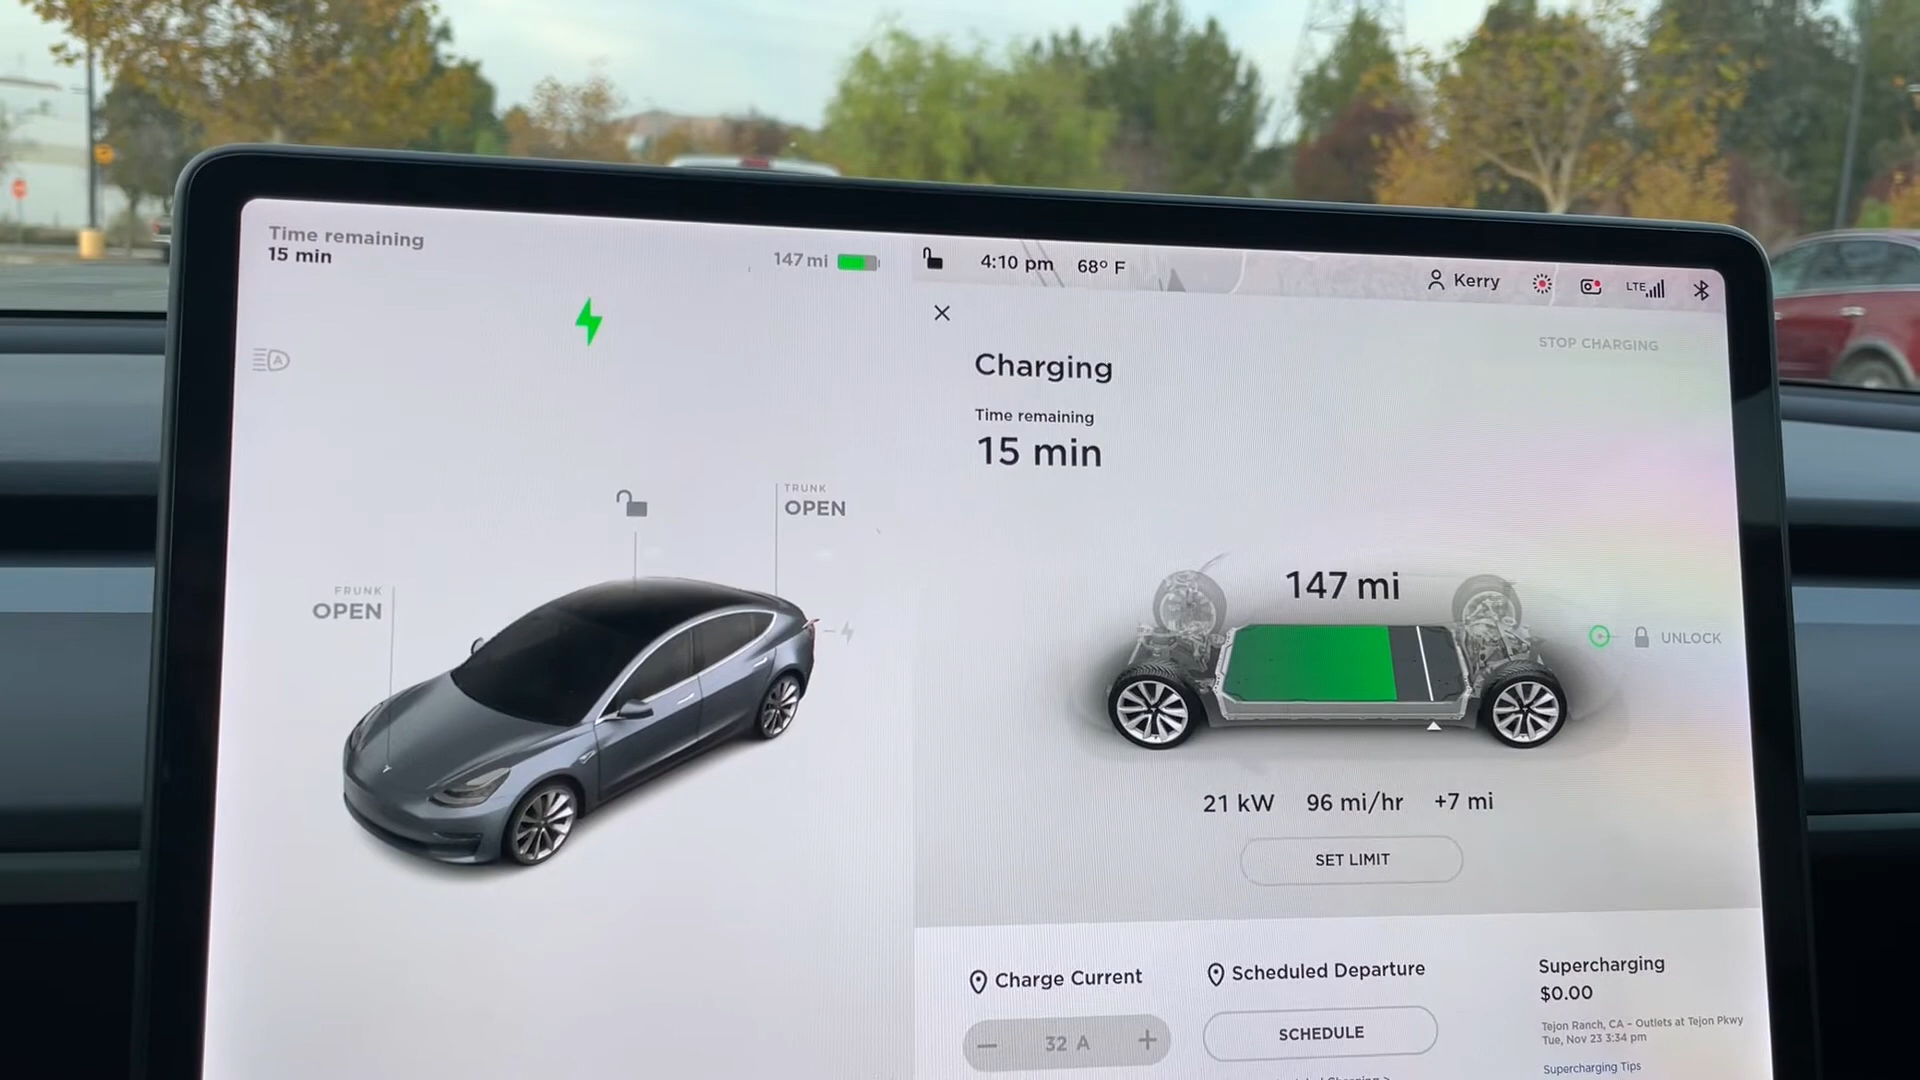 Time remaining
15 min
147 mi
4:10 pm
68° F
Kerry
LTE
STOP CHARGING
Charging
Time remaining
15 min
TRUNK
OPEN
FRUNK
OPEN
147 mi
UNLOCK
21 kW
96 mi/hr
+7 mi
SET LIMIT
Charge Current
32 A
Scheduled Departure
SCHEDULE
Supercharging
$0.00
Tejon Ranch, CA – Outlets at Tejon Pkwy
Tue, Nov 23 3:34 pm
Supercharging Tips